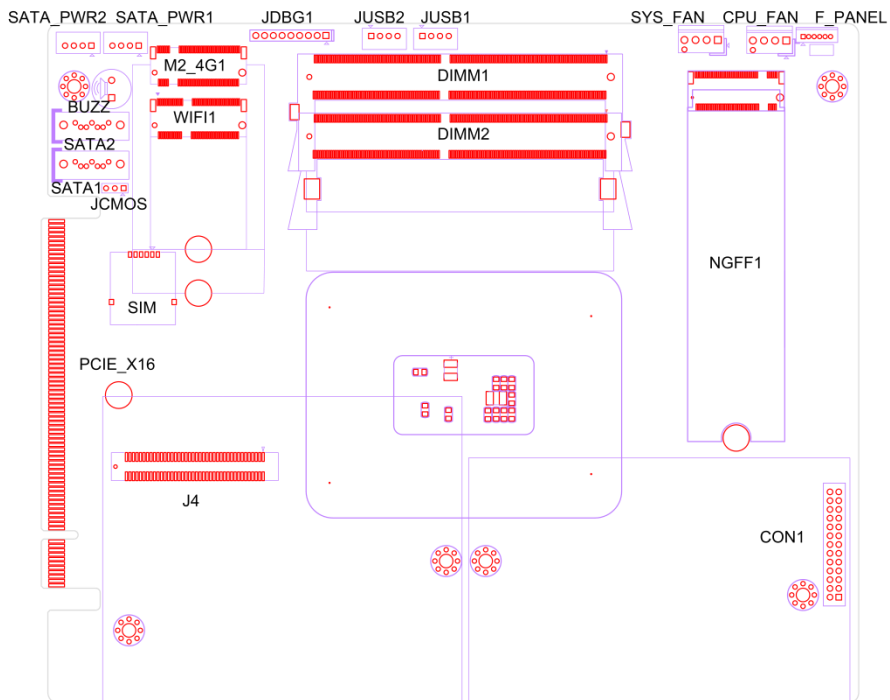 SATA_PWR2 SATA_PWR1 JDBG1 JUSB2 JUSB1 SYS_FAN CPU_FAN F_PANEL
M2_4G1 DIMM1
BUZZ WIFI1 DIMM2
SATA2
SATA1
JCMOS
NGFF1
SIM
PCIE_X16
J4
CON1